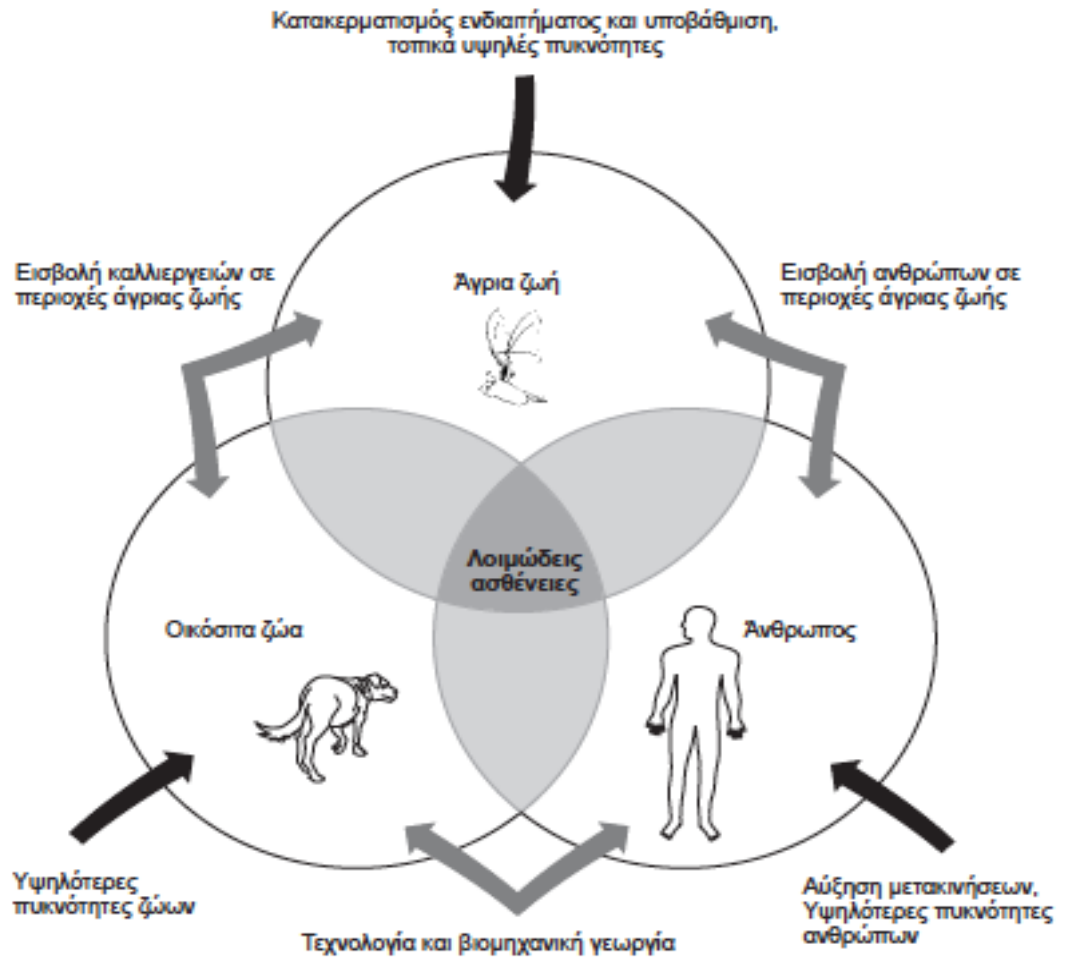 Κατακερματισμός ενδιαιτήματος και υποβάθμιση,
τοπικά υψηλές πυκνότητες
Εισβολή καλλιεργειών σε
περιοχές άγριας ζωής
Άγρια ζωή
Εισβολή ανθρώπων σε
περιοχές άγριας ζωής
Λοιμώδεις
ασθένειες
Οικόσιτα ζώα
Άνθρωπος
Υψηλότερες
πυκνότητες ζώων
Αύξηση μετακινήσεων,
Υψηλότερες πυκνότητες
ανθρώπων
Τεχνολογία και βιομηχανική γεωργία